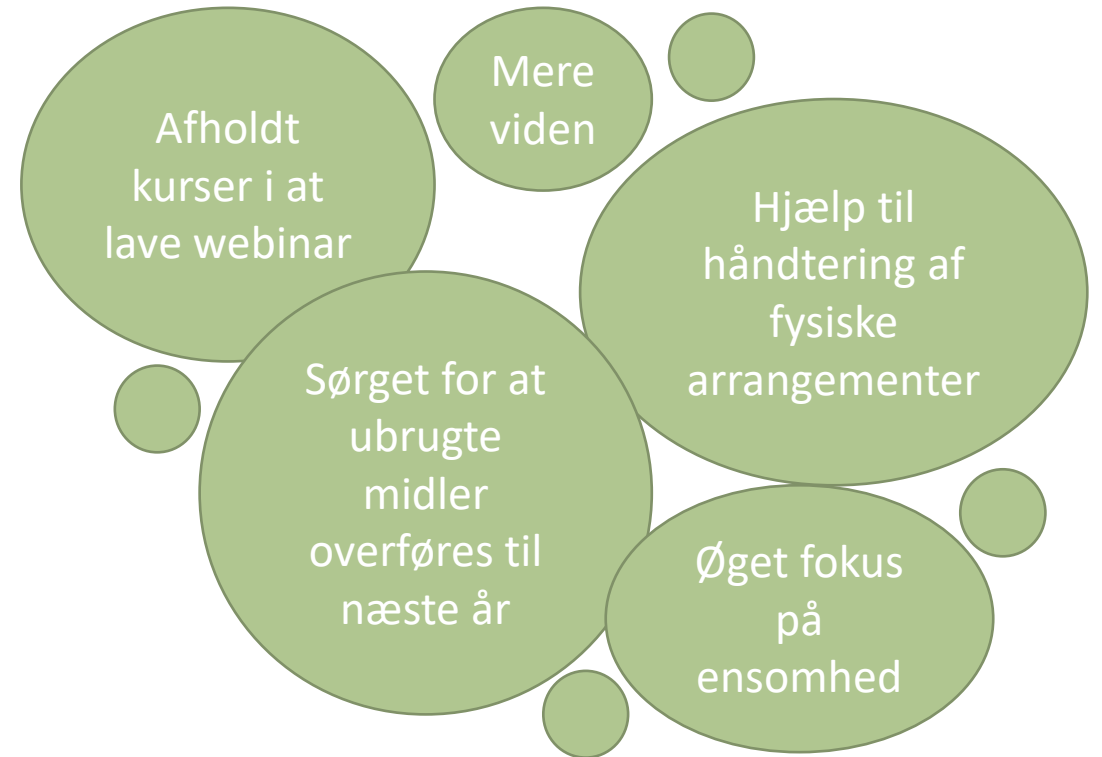 Afholdt
kurser i at
lave webinar
Mere
viden
Hjælp til
håndtering af
fysiske
arrangementer
Sørget for at
ubrugte
midler
overføres til
næste år
Øget fokus
på
ensomhed